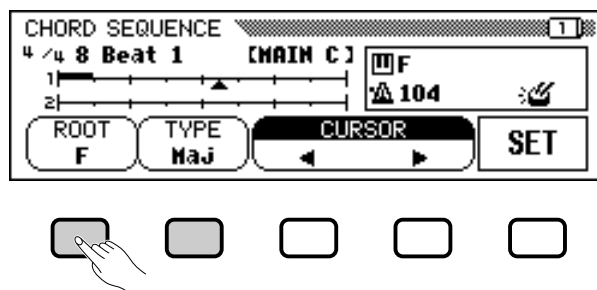 CHORD SEQUENCE 1
4/4 8 Beat 1 [MAIN C]
F
1
104
2
ROOT TYPE CURSOR SET
F Maj